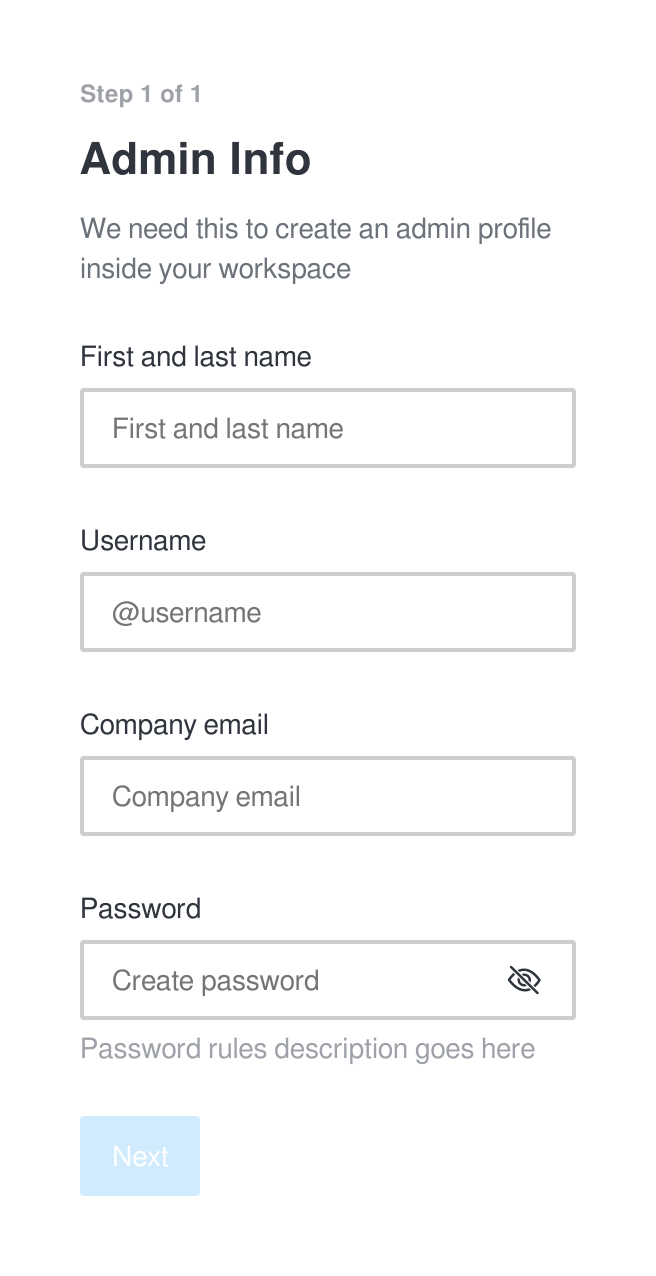 Step 1 of 1
Admin Info
We need this to create an admin profile
inside your workspace
First and last name
First and last name
Username
@username
Company email
Company email
Password
Create password
Password rules description goes here
Next